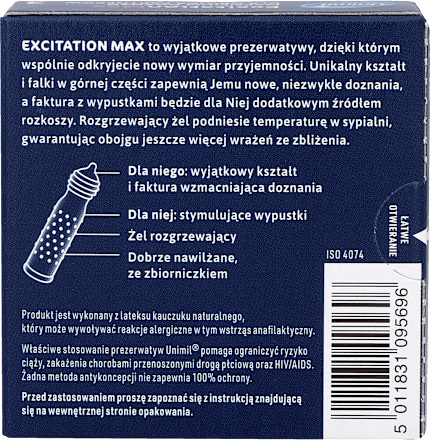 EXCITATION MAX to wyjątkowe prezerwatywy, dzięki którym
wspólnie odkryjecie nowy wymiar przyjemności. Unikalny kształt
i falki w górnej części zapewnią Jemu nowe, niezwykłe doznania,
a faktura z wypustkami będzie dla Niej dodatkowym źródłem
rozkoszy. Rozgrzewający żel podniesie temperaturę w sypialni,
gwarantując obojgu jeszcze więcej wrażeń ze zbliżenia.
Dla niego: wyjątkowy kształt
i faktura wzmacniająca doznania
Dla niej: stymulujące wypustki
Żel rozgrzewający
Dobrze nawilżane,
ze zbiorniczkiem
ŁATWE
OTWIERANIE
ISO 4074
Produkt jest wykonany z lateksu kauczuku naturalnego,
który może wywoływać reakcje alergiczne w tym wstrząs anafilaktyczny.
Właściwe stosowanie prezerwatyw Unimil® pomaga ograniczyć ryzyko
ciąży, zakażenia chorobami przenoszonymi drogą płciową oraz HIV/AIDS.
Żadna metoda antykoncepcji nie zapewnia 100% ochrony.
Przed zastosowaniem proszę zapoznać się z instrukcją znajdującą
się na wewnętrznej stronie opakowania.
5 011831 095696